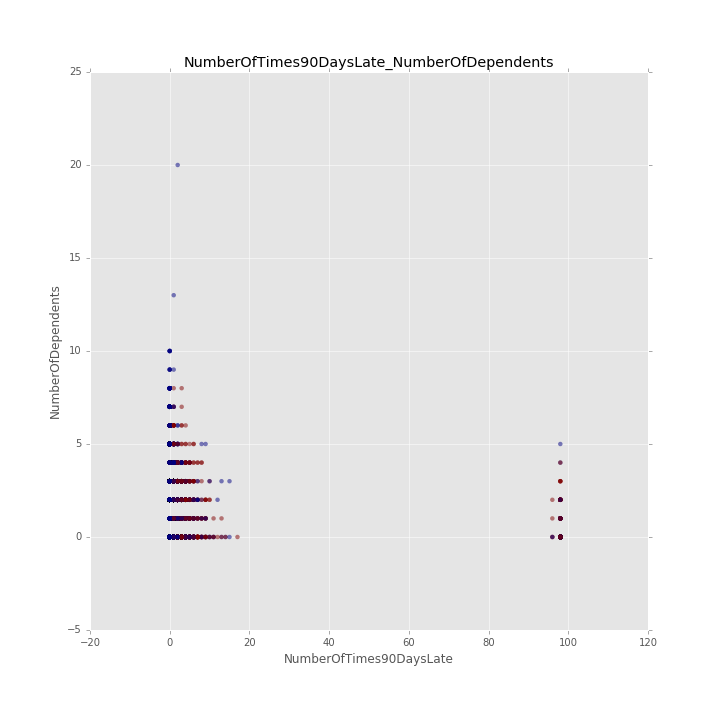 NumberOfTimes90DaysLate_NumberOfDependents
25
20
15
10
5
0
−5
NumberOfDependents
−20 0 20 40 60 80 100 120
NumberOfTimes90DaysLate